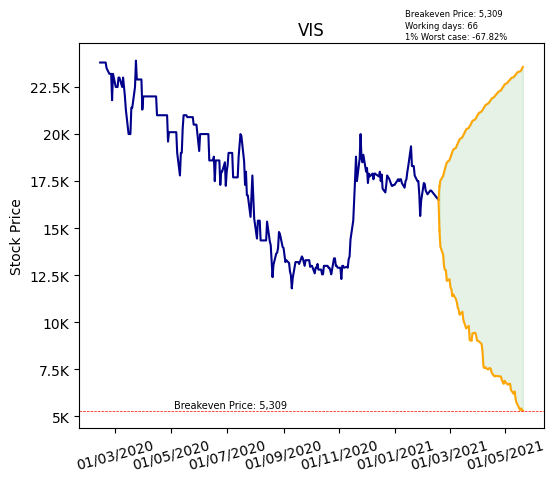 Breakeven Price: 5,309
Working days: 66
1% Worst case: -67.82%
VIS
Stock Price
22.5K
20K
17.5K
15K
12.5K
10K
7.5K
5K
Breakeven Price: 5,309
01/03/2020
01/05/2020
01/07/2020
01/09/2020
01/11/2020
01/01/2021
01/03/2021
01/05/2021